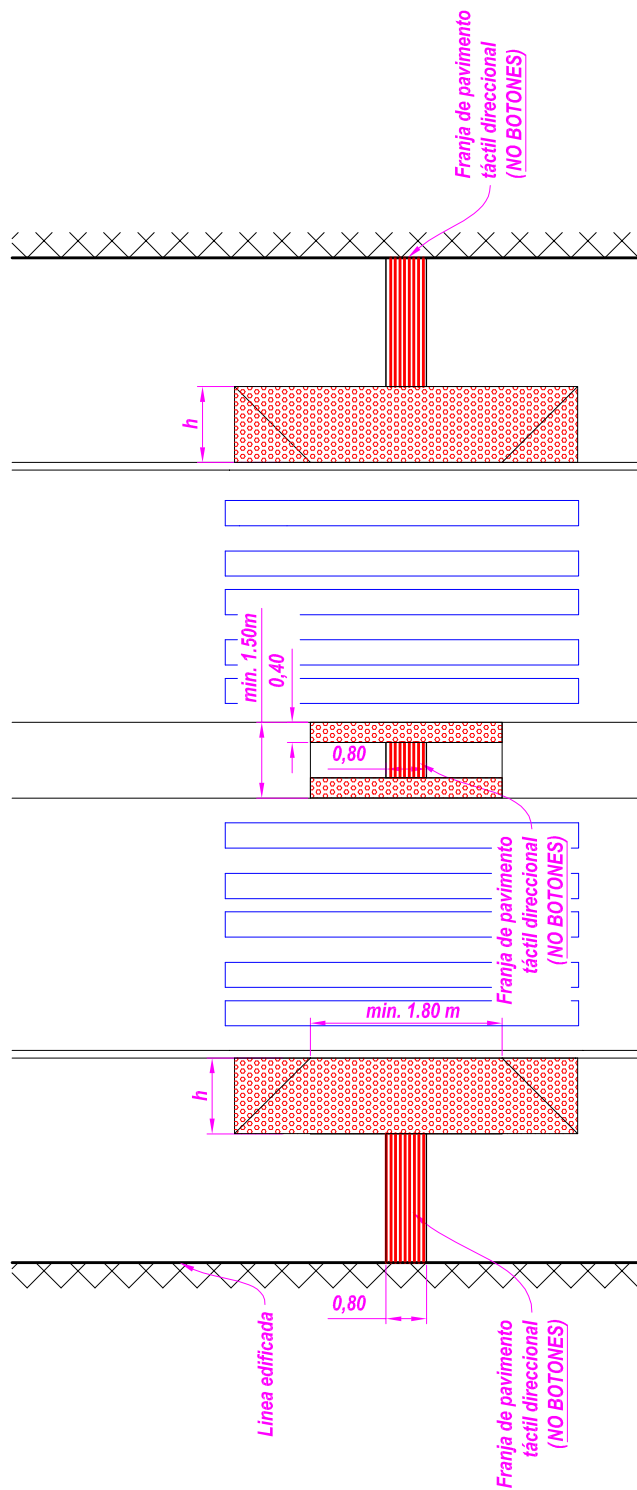 Franja de pavimento
táctil direccional
(NO BOTONES)
h
min. 1.50m
0,40
0,80
Franja de pavimento
táctil direccional
(NO BOTONES)
min. 1.80 m
h
Linea edificada
0,80
Franja de pavimento
táctil direccional
(NO BOTONES)